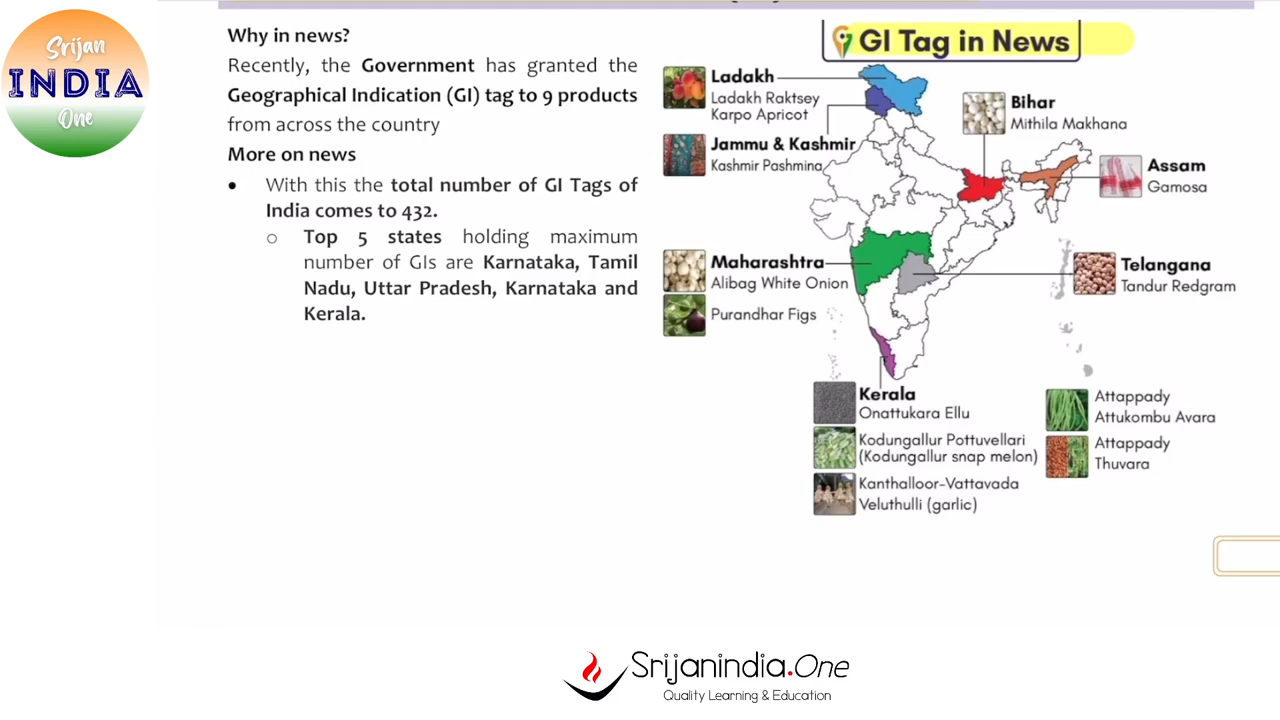 Srijan
INDIA
One
Why in news?
Recently, the Government has granted the
Geographical Indication (GI) tag to 9 products
from across the country
More on news
• With this the total number of GI Tags of
India comes to 432.
o Top 5 states holding maximum
number of GIs are Karnataka, Tamil
Nadu, Uttar Pradesh, Karnataka and
Kerala.
GI Tag in News
Ladakh
Ladakh Raktsey
Karpo Apricot
Jammu & Kashmir
Kashmir Pashmina
Bihar
Mithila Makhana
Assam
Gamosa
Maharashtra
Alibag White Onion
Purandhar Figs
Telangana
Tandur Redgram
Kerala
Onattukara Ellu
Kodungallur Pottuvellari
(Kodungallur snap melon)
Kanthalloor-Vattavada
Veluthulli (garlic)
Attappady
Attukombu Avara
Attappady
Thuvara
Srijanindia.One
Quality Learning & Education